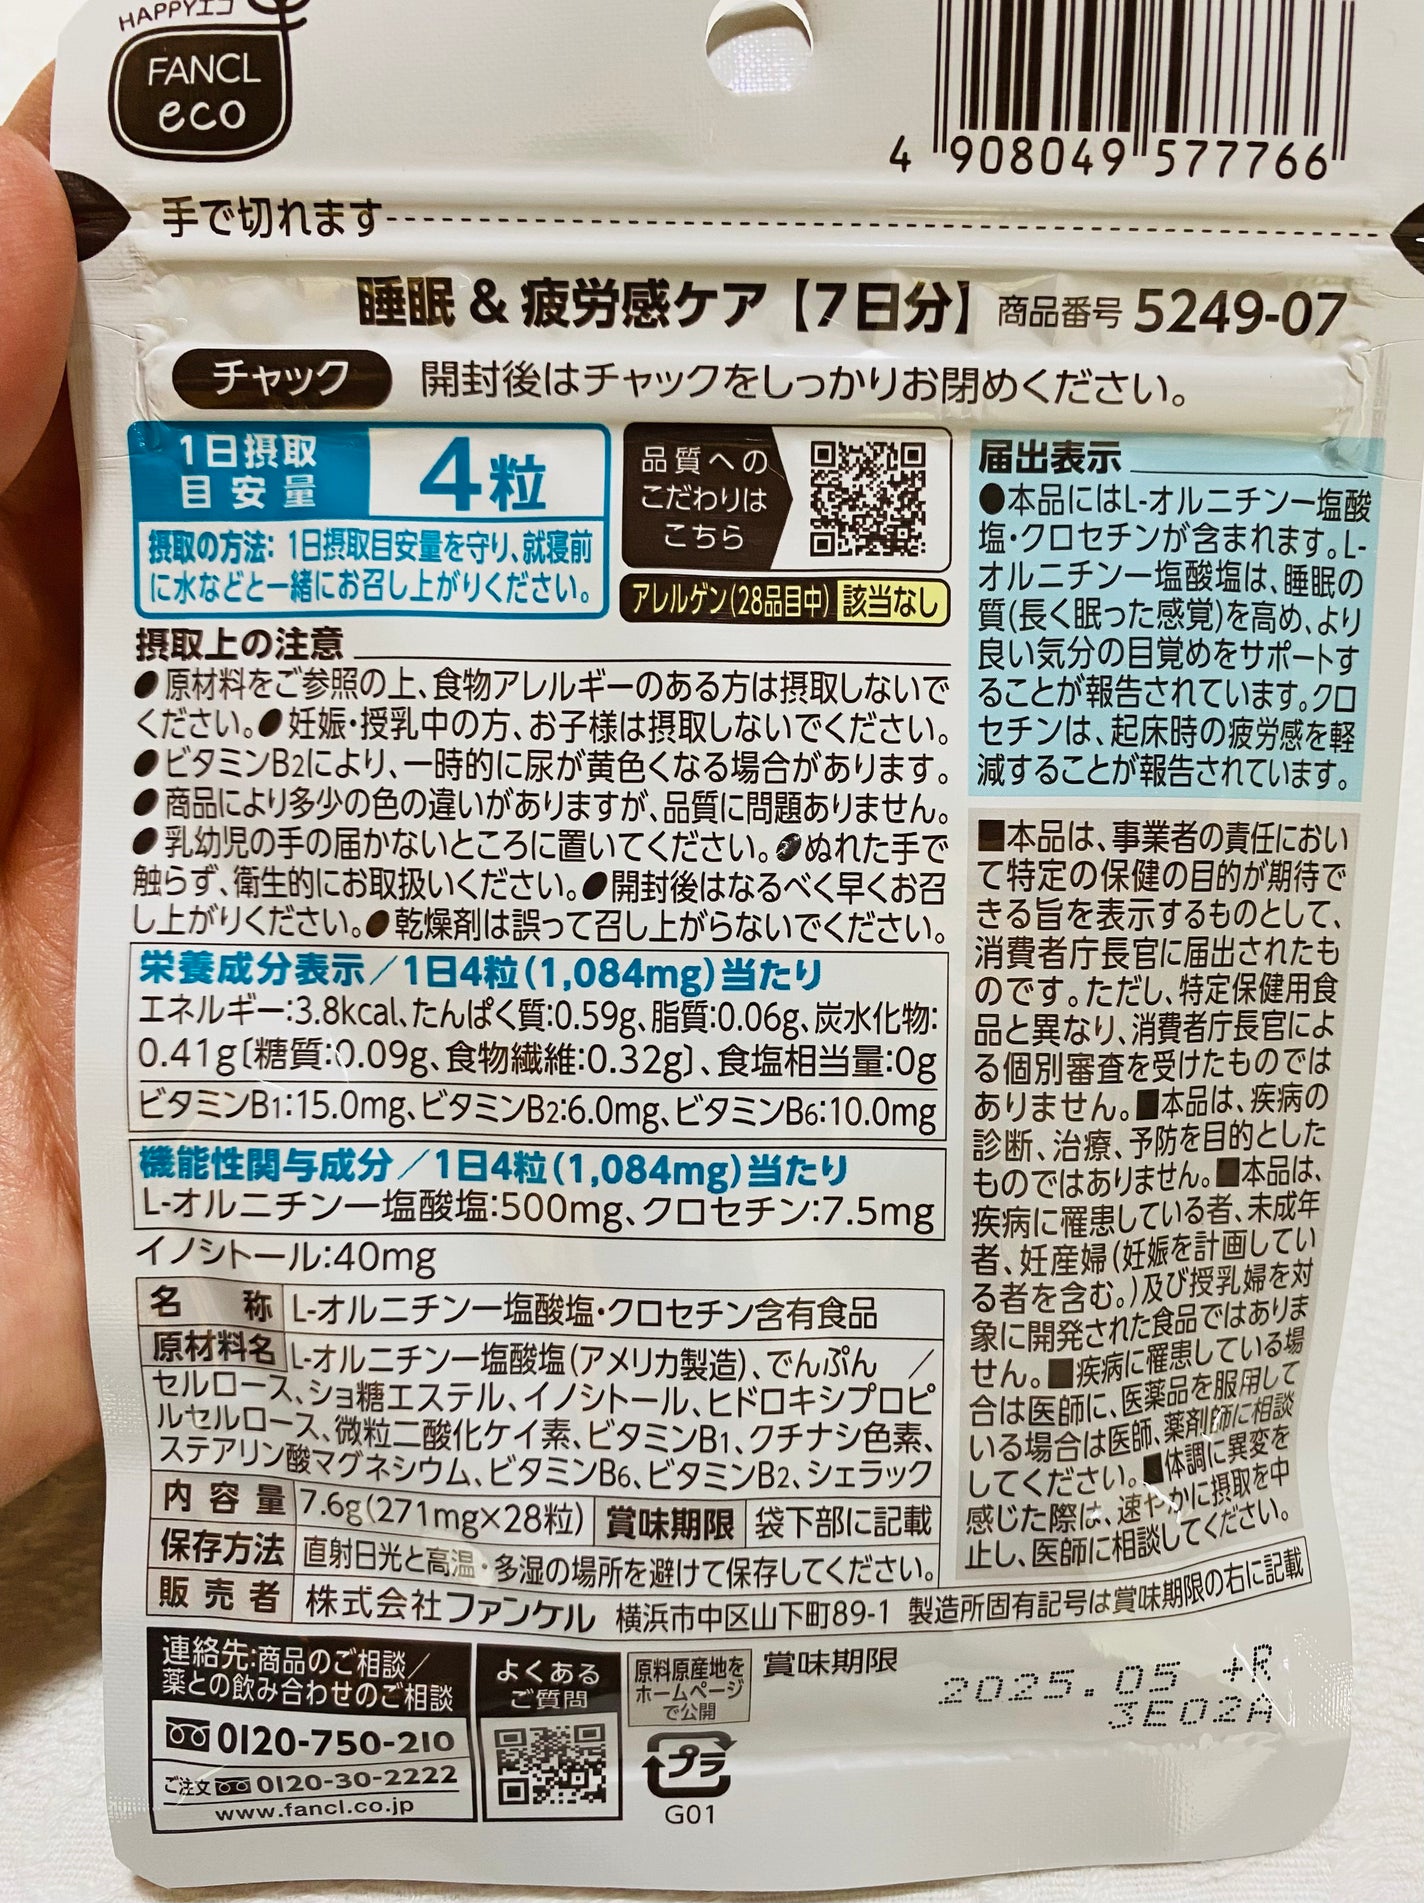 HAPPYエコ
FANCL
eco
4 908049 577766
手で切れます
睡眠 & 疲労感ケア【7日分】 商品番号 5249-07
チャック 開封後はチャックをしっかりお閉めください。
1日摂取
目安量
4粒
摂取の方法：1日摂取目安量を守り、就寝前
に水などと一緒にお召し上がりください。
品質への
こだわりは
こちら
アレルゲン(28品目中) 該当なし
摂取上の注意
●原材料をご参照の上、食物アレルギーのある方は摂取しないで
ください。●妊娠・授乳中の方、お子様は摂取しないでください。
●ビタミンB2により、一時的に尿が黄色くなる場合があります。
●商品により多少の色の違いがありますが、品質に問題ありません。
●乳幼児の手の届かないところに置いてください。●ぬれた手で
触らず、衛生的にお取扱いください。●開封後はなるべく早くお召
し上がりください。●乾燥剤は誤って召し上がらないでください。
栄養成分表示／1日4粒(1,084mg)当たり
エネルギー:3.8kcal、たんぱく質:0.59g、脂質:0.06g、炭水化物:
0.41g〔糖質:0.09g、食物繊維:0.32g〕、食塩相当量:0g
ビタミンB1:15.0mg、ビタミンB2:6.0mg、ビタミンB6:10.0mg
機能性関与成分／1日4粒(1,084mg)当たり
L-オルニチン一塩酸塩:500mg、クロセチン:7.5mg
イノシトール:40mg
名称 L-オルニチン一塩酸塩・クロセチン含有食品
原材料名 L-オルニチン一塩酸塩(アメリカ製造)、でんぷん／
セルロース、ショ糖エステル、イノシトール、ヒドロキシプロピ
ルセルロース、微粒二酸化ケイ素、ビタミンB1、クチナシ色素、
ステアリン酸マグネシウム、ビタミンB6、ビタミンB2、シェラック
内容量 7.6g(271mg×28粒) 賞味期限 袋下部に記載
保存方法 直射日光と高温・多湿の場所を避けて保存してください。
販売者 株式会社ファンケル 横浜市中区山下町89-1 製造所固有記号は賞味期限の右に記載
届出表示
●本品にはL-オルニチン一塩酸
塩・クロセチンが含まれます。L-
オルニチン一塩酸塩は、睡眠の
質(長く眠った感覚)を高め、より
良い気分の目覚めをサポートす
ることが報告されています。クロ
セチンは、起床時の疲労感を軽
減することが報告されています。
■本品は、事業者の責任におい
て特定の保健の目的が期待で
きる旨を表示するものとして、
消費者庁長官に届出されたも
のです。ただし、特定保健用食
品と異なり、消費者庁長官によ
る個別審査を受けたものでは
ありません。■本品は、疾病の
診断、治療、予防を目的とした
ものではありません。■本品は、
疾病に罹患している者、未成年
者、妊産婦(妊娠を計画してい
る者を含む。)及び授乳婦を対
象に開発された食品ではありま
せん。■疾病に罹患している場
合は医師に、医薬品を服用して
いる場合は医師、薬剤師に相談
してください。■体調に異変を
感じた際は、速やかに摂取を中
止し、医師に相談してください。
連絡先:商品のご相談／
薬との飲み合わせのご相談
0120-750-210
ご注文 0120-30-2222
www.fancl.co.jp
よくある
ご質問
原料原産地を
ホームページ
で公開
プラ
G01
賞味期限 2025.05 +R
3E02A